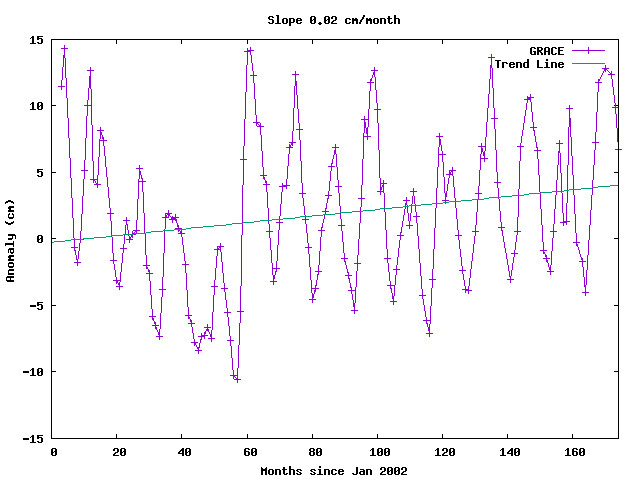 Slope 0.02 cm/month
GRACE
Trend Line
15
10
5
0
-5
-10
-15
Anomaly (cm)
0 20 40 60 80 100 120 140 160
Months since Jan 2002